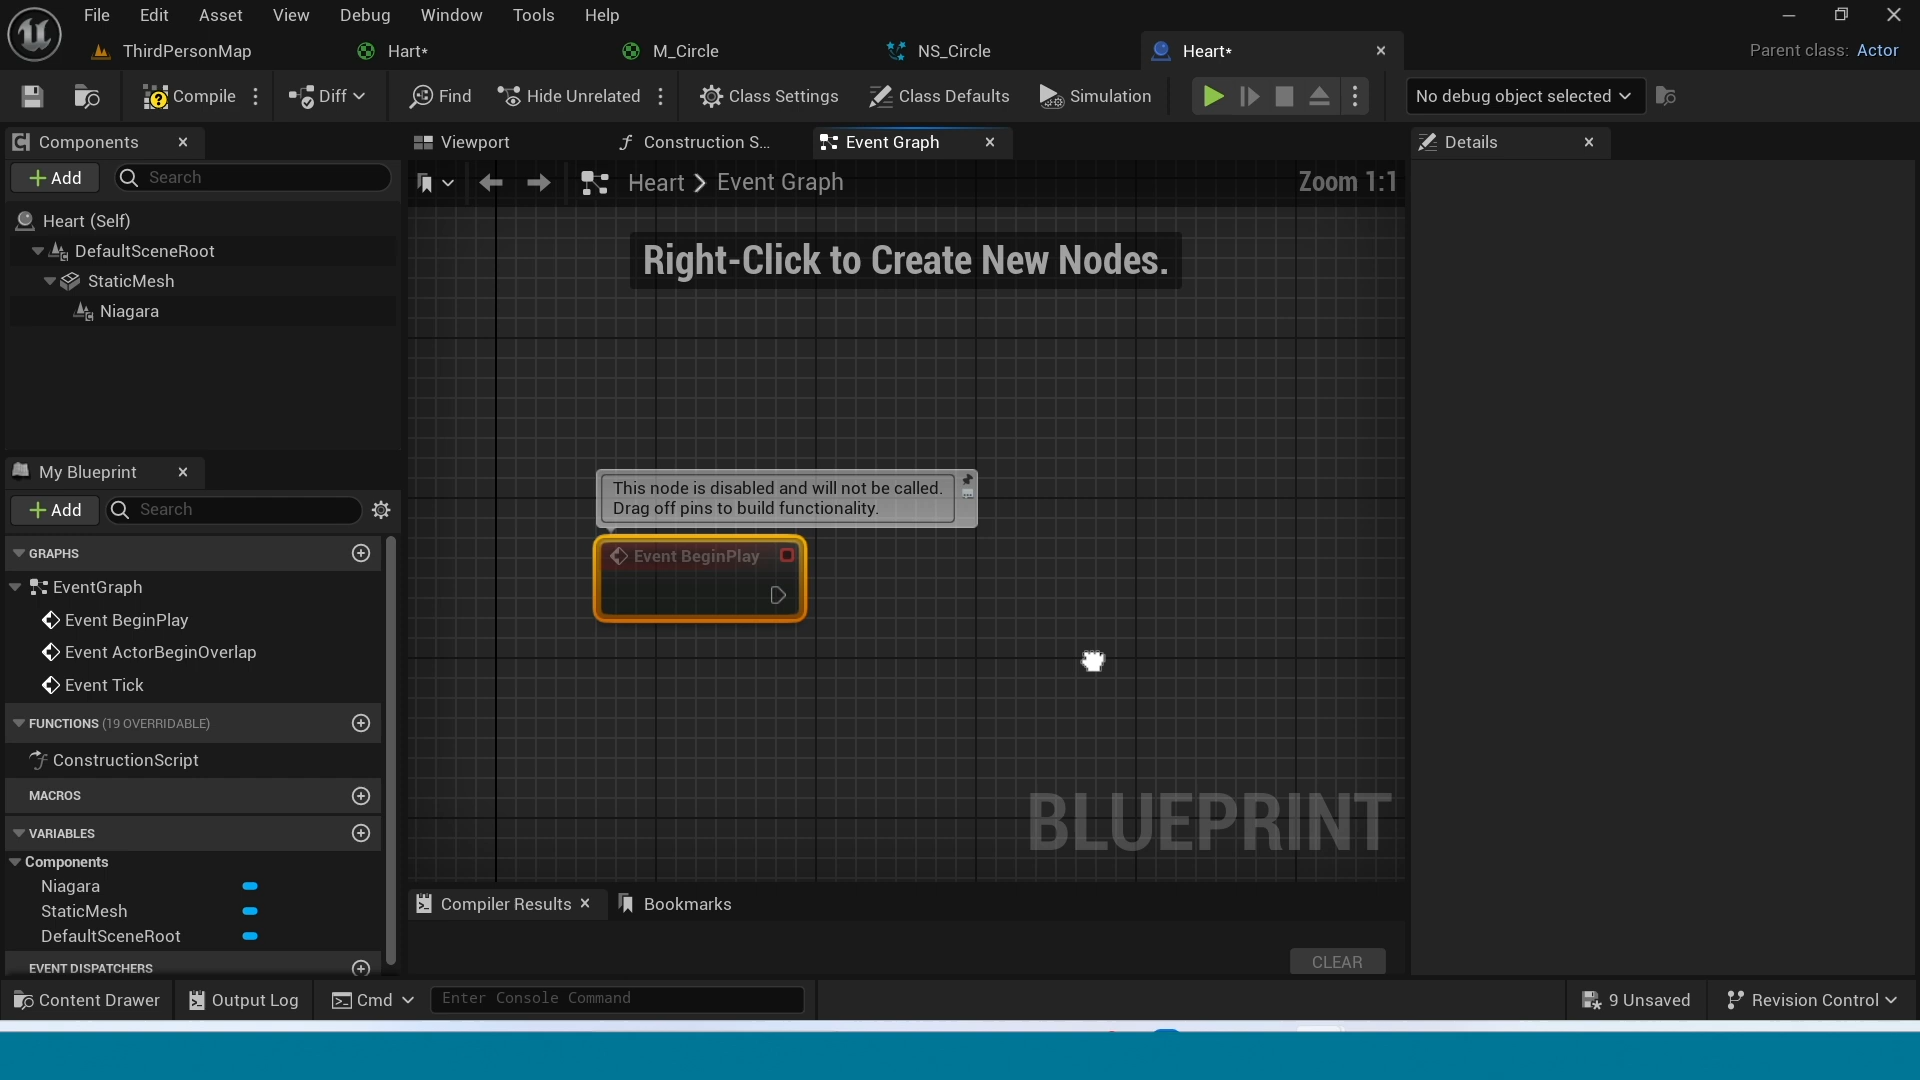 File Edit Asset View Debug Window Tools Help
ThirdPersonMap Hart* M_Circle NS_Circle Heart* Parent class: Actor
Compile Diff Find Hide Unrelated Class Settings Class Defaults Simulation No debug object selected
Components Viewport Construction S... Event Graph Details
Add Search
Heart > Event Graph Zoom 1:1
Right-Click to Create New Nodes.
Heart (Self)
DefaultSceneRoot
StaticMesh
Niagara
My Blueprint
Add Search
GRAPHS
EventGraph
Event BeginPlay
Event ActorBeginOverlap
Event Tick
FUNCTIONS (19 OVERRIDABLE)
ConstructionScript
MACROS
VARIABLES
Components
Niagara
StaticMesh
DefaultSceneRoot
EVENT DISPATCHERS
This node is disabled and will not be called.
Drag off pins to build functionality.
Event BeginPlay
BLUEPRINT
Compiler Results Bookmarks
CLEAR
Content Drawer Output Log Cmd Enter Console Command 9 Unsaved Revision Control